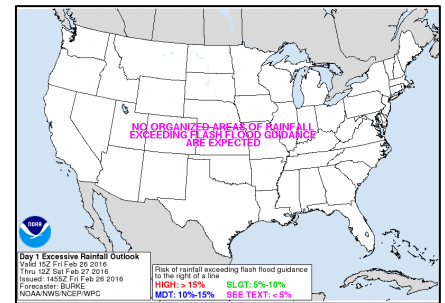 NO ORGANIZED AREAS OF RAINFALL
EXCEEDING FLASH FLOOD GUIDANCE
ARE EXPECTED
NOAA
Day 1 Excessive Rainfall Outlook
Valid 15Z Fri Feb 26 2016
Thru 12Z Sat Feb 27 2016
Issued: 1455Z Fri Feb 26 2016
Forecaster: BURKE
NOAA/NWS/NCEP/WPC
Risk of rainfall exceeding flash flood guidance
to the right of a line
HIGH: > 15% SLGT: 5%-10%
MDT: 10%-15% SEE TEXT: < 5%